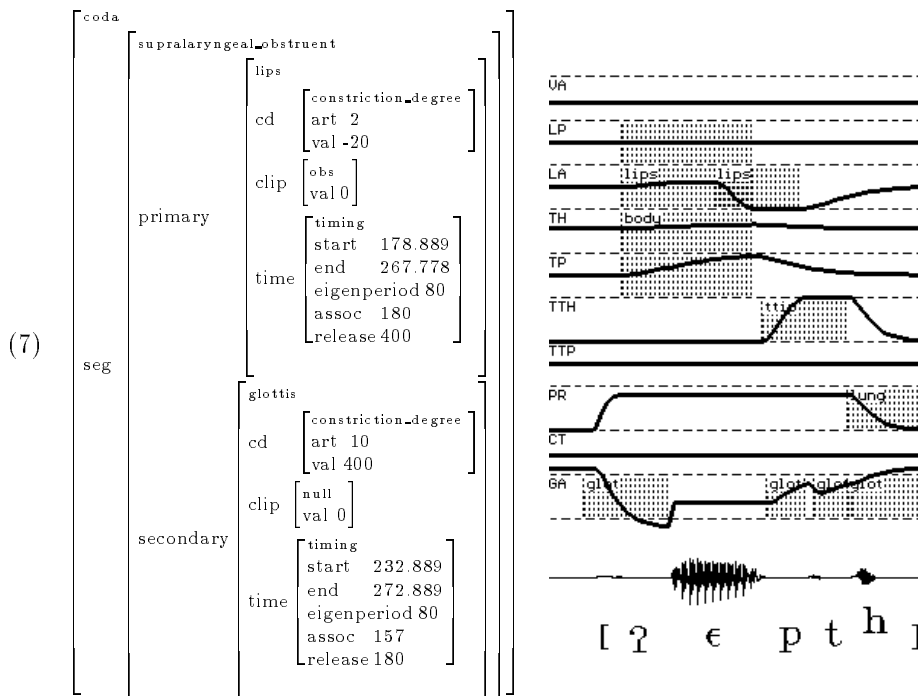 (7)
coda
supralaryngeal_obstruent
lips
cd
constriction_degree
art 2
val -20
clip
obs
val 0
primary
timing
start 178.889
end 267.778
time
eigenperiod 80
assoc 180
release 400
seg
glottis
cd
constriction_degree
art 10
val 400
clip
null
val 0
secondary
timing
start 232.889
end 272.889
time
eigenperiod 80
assoc 157
release 180
VA
LP
LA lips lips
TH body
TP
TTH ttip
TTP
PR lung
CT
GA glot glot glot glot
[ ʔ ϵ p t h ]